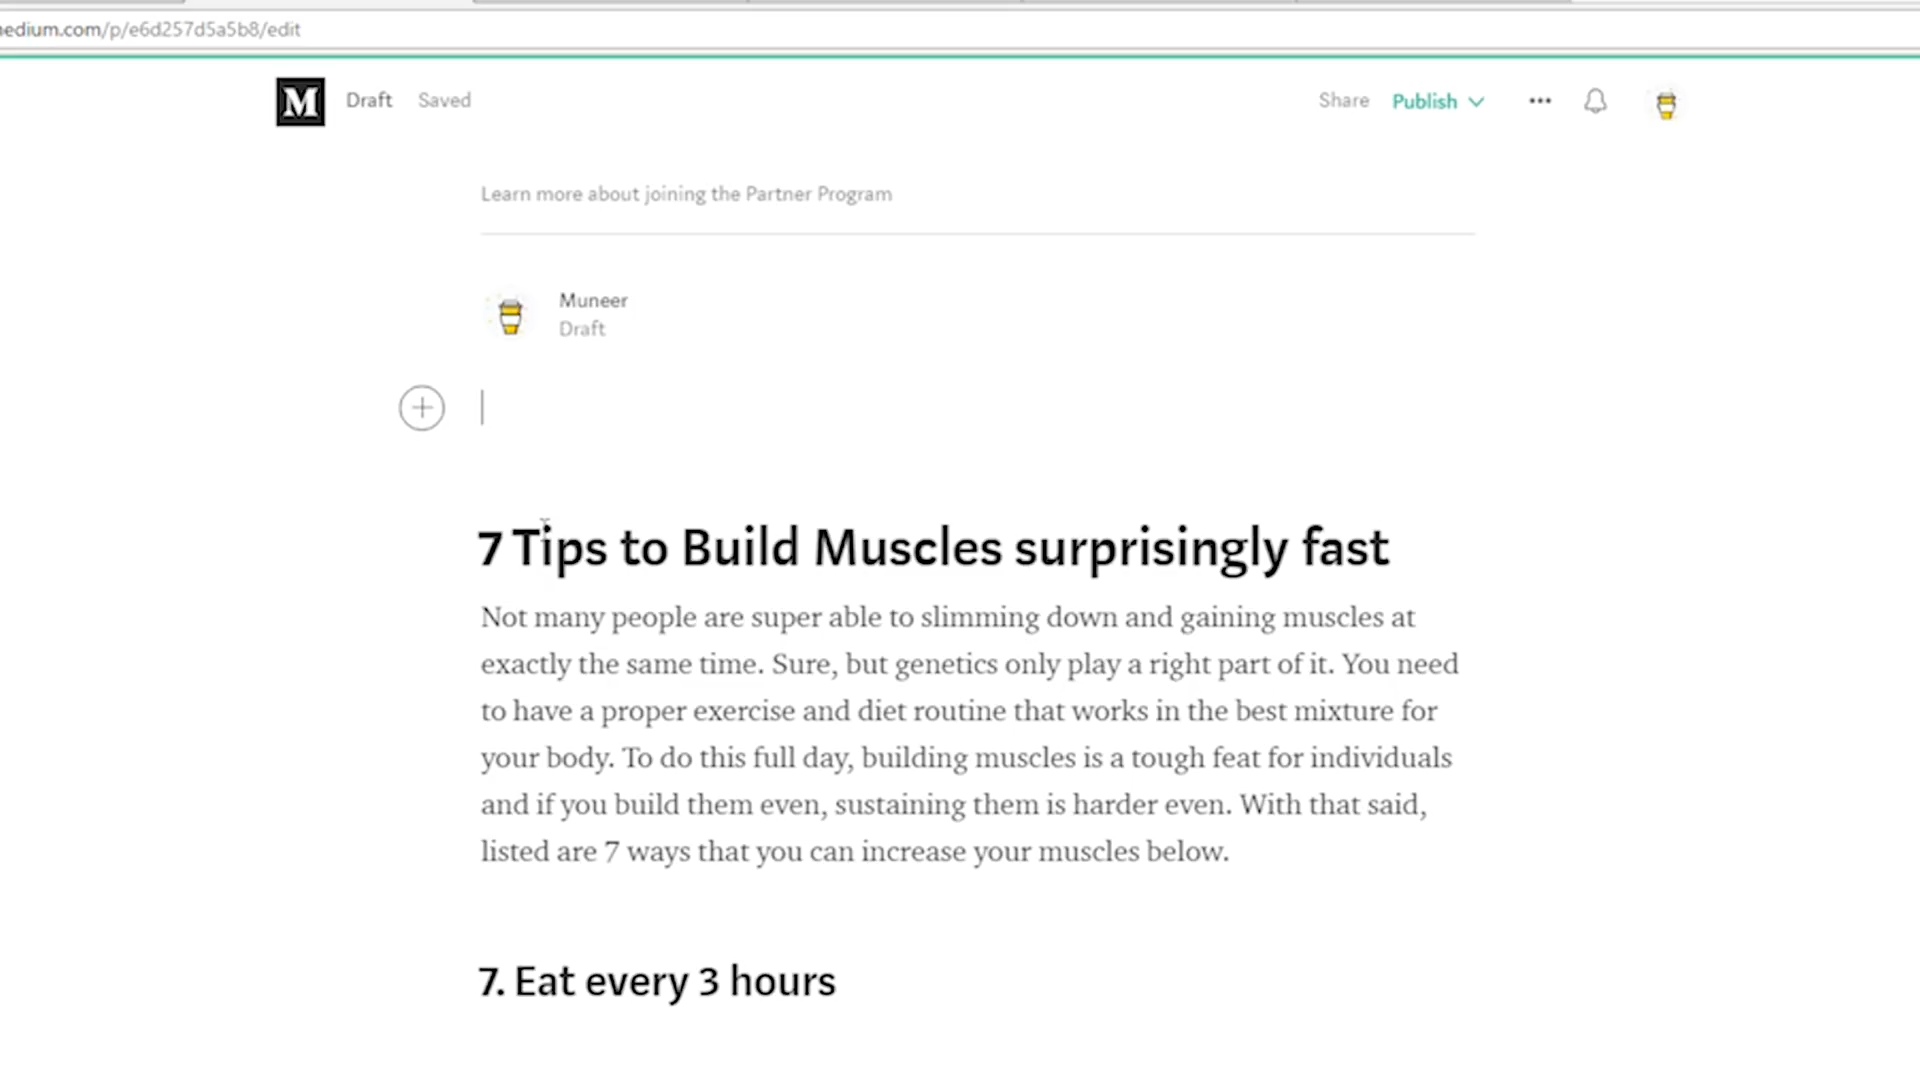 medium.com/p/e6d257d5a5b8/edit
M Draft Saved Share Publish
Learn more about joining the Partner Program
Muneer
Draft
7 Tips to Build Muscles surprisingly fast
Not many people are super able to slimming down and gaining muscles at
exactly the same time. Sure, but genetics only play a right part of it. You need
to have a proper exercise and diet routine that works in the best mixture for
your body. To do this full day, building muscles is a tough feat for individuals
and if you build them even, sustaining them is harder even. With that said,
listed are 7 ways that you can increase your muscles below.
7. Eat every 3 hours